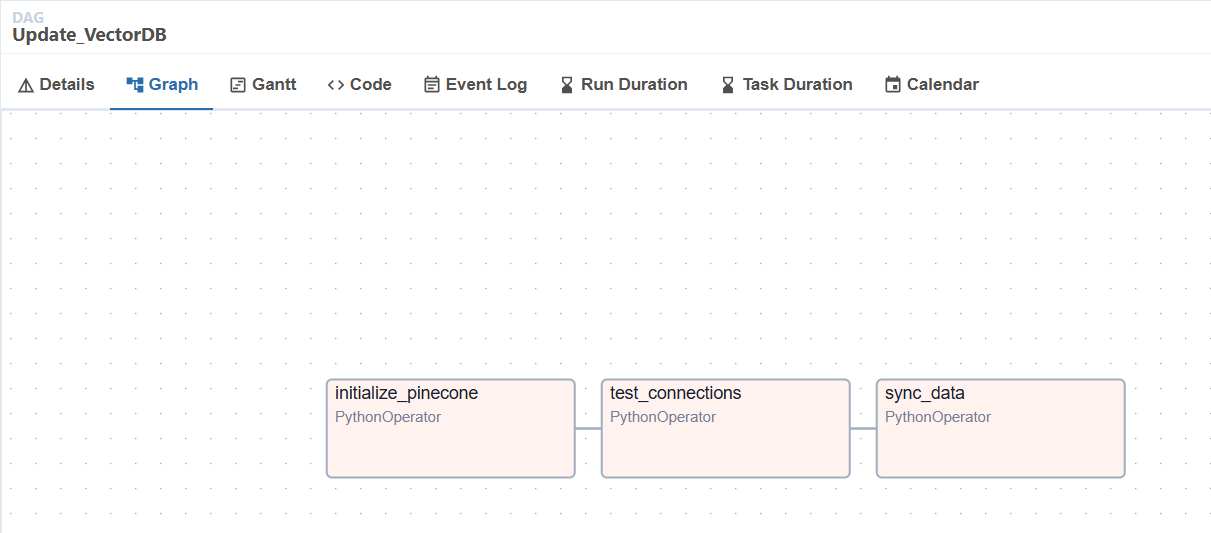 DAG
Update_VectorDB
Details Graph Gantt Code Event Log Run Duration Task Duration Calendar
initialize_pinecone test_connections sync_data
PythonOperator PythonOperator PythonOperator